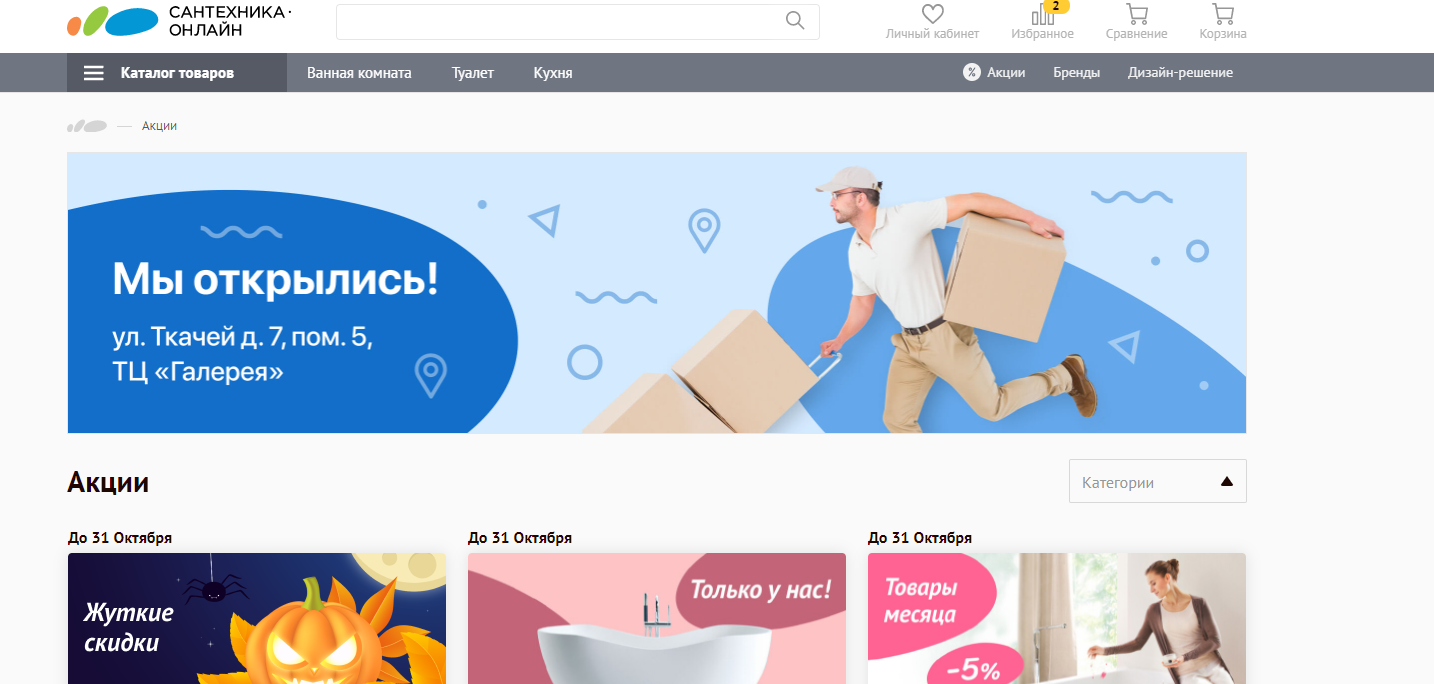 САНТЕХНИКА·
ОНЛАЙН
2
Личный кабинет
Избранное
Сравнение
Корзина
Каталог товаров
Ванная комната
Туалет
Кухня
%
Акции
Бренды
Дизайн-решение
— Акции
Мы открылись!
ул. Ткачей д. 7, пом. 5,
ТЦ «Галерея»
Акции
Категории
До 31 Октября
До 31 Октября
До 31 Октября
Жуткие
скидки
Только у нас!
Товары
месяца
-5%